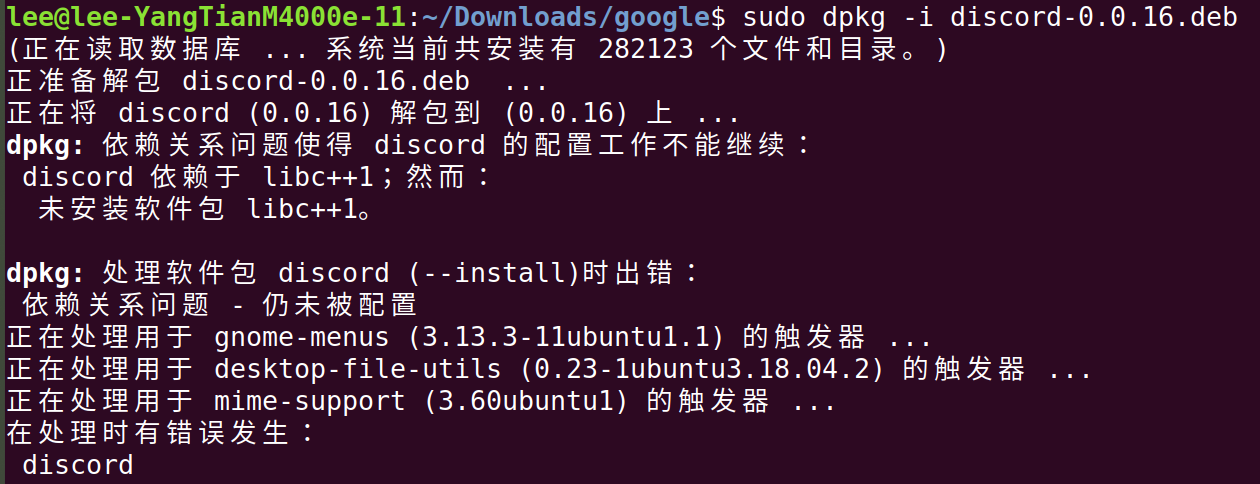 lee@lee-YangTianM4000e-11:~/Downloads/google$ sudo dpkg -i discord-0.0.16.deb
(正在读取数据库 ... 系统当前共安装有 282123 个文件和目录。)
正准备解包 discord-0.0.16.deb  ...
正在将 discord (0.0.16) 解包到 (0.0.16) 上 ...
dpkg: 依赖关系问题使得 discord 的配置工作不能继续：
 discord 依赖于 libc++1；然而：
  未安装软件包 libc++1。
dpkg: 处理软件包 discord (--install)时出错：
 依赖关系问题 - 仍未被配置
正在处理用于 gnome-menus (3.13.3-11ubuntu1.1) 的触发器 ...
正在处理用于 desktop-file-utils (0.23-1ubuntu3.18.04.2) 的触发器 ...
正在处理用于 mime-support (3.60ubuntu1) 的触发器 ...
在处理时有错误发生：
 discord